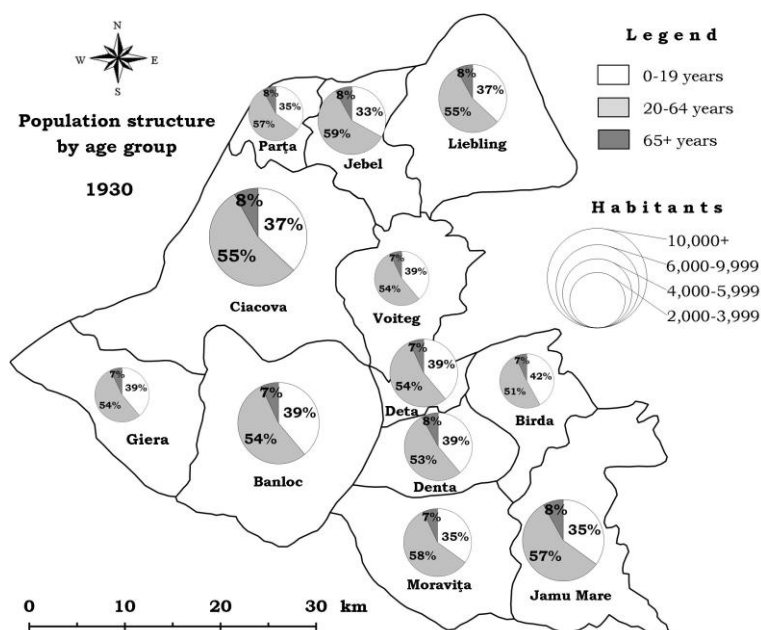 N
W E
S
Population structure
by age group
1930
Legend
0-19 years
20-64 years
65+ years
Habitants
10,000+
6,000-9,999
4,000-5,999
2,000-3,999
8% 35%
57%
Parța
8% 33%
59%
Jebel
8% 37%
55%
Liebling
8% 37%
55%
Ciacova
7% 39%
54%
Voiteg
7% 39%
54%
Deta
7% 42%
51%
Birda
7% 39%
54%
Giera
7% 39%
54%
Banloc
8% 39%
53%
Denta
7% 35%
58%
Moravița
8% 35%
57%
Jamu Mare
0 10 20 30 km